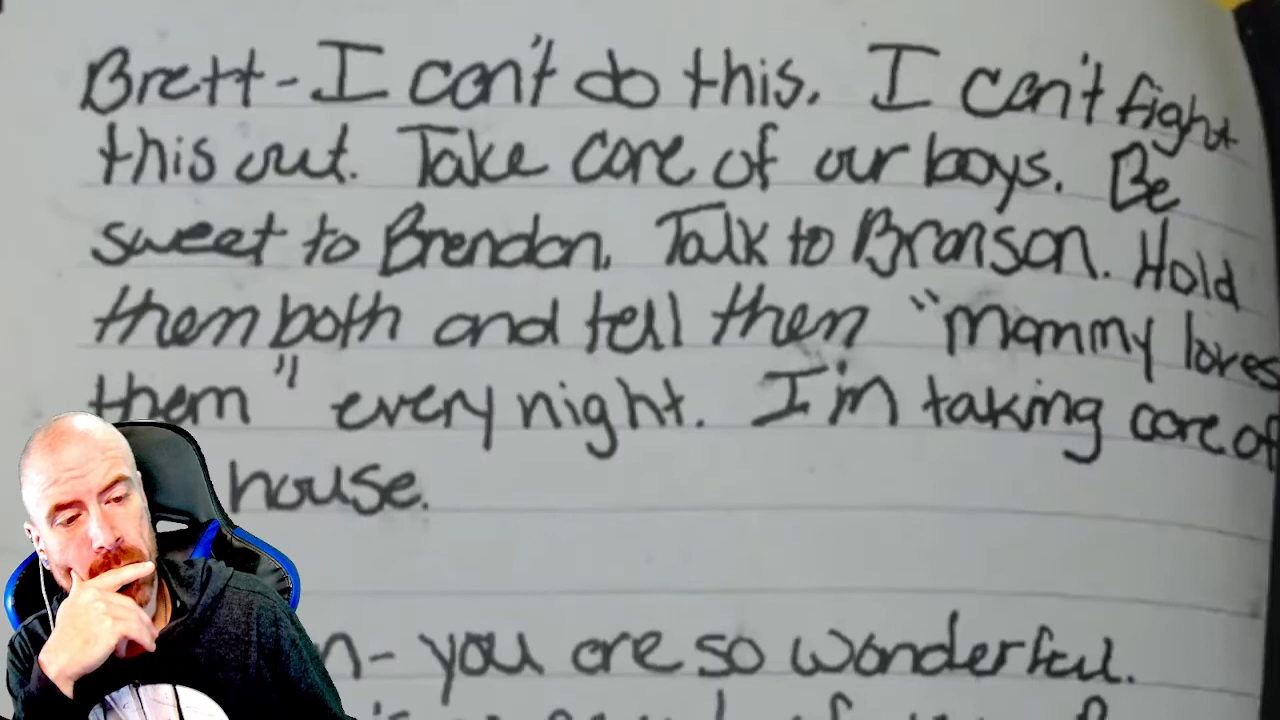 Brett - I can't do this. I can't fight
this out. Take care of our boys. Be
sweet to Brendan. Talk to Branson. Hold
them both and tell them "mommy loves
them" every night. I'm taking care of
house.
you are so wonderful.